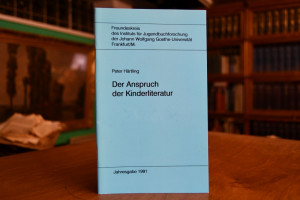 Freundeskreis
des Instituts für Jugendbuchforschung
der Johann Wolfgang Goethe-Universität
Frankfurt/M.
Peter Härtling
Der Anspruch
der Kinderliteratur
Jahresgabe 1981